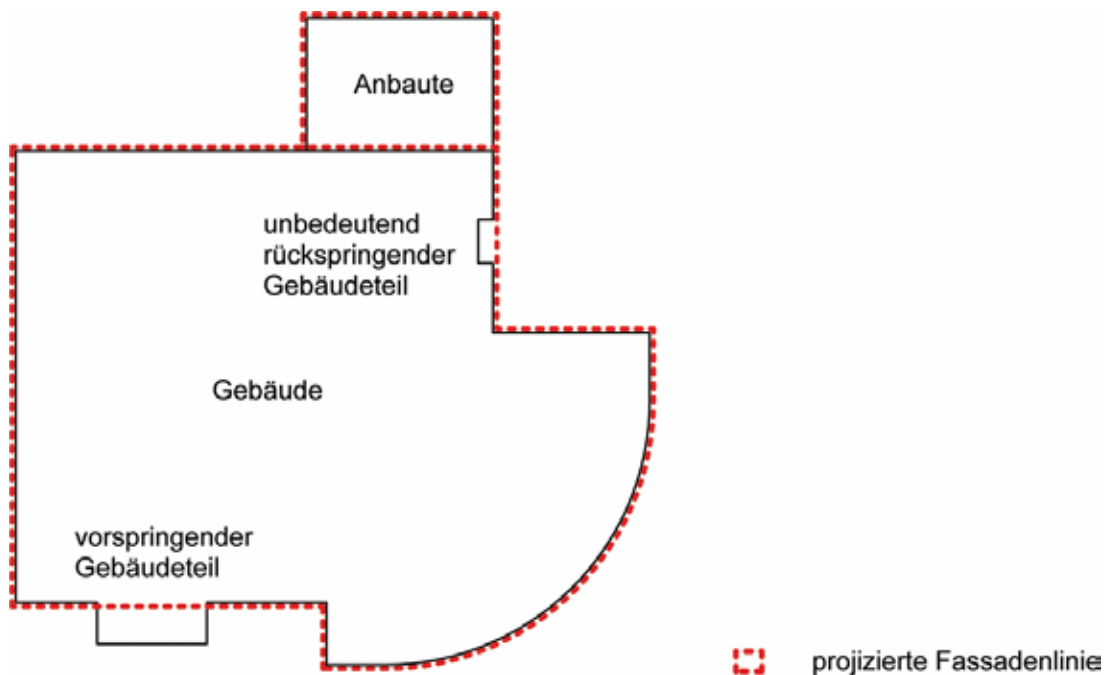 Anbaute
unbedeutend
rückspringender
Gebäudeteil
Gebäude
vorspringender
Gebäudeteil
projizierte Fassadenlinie